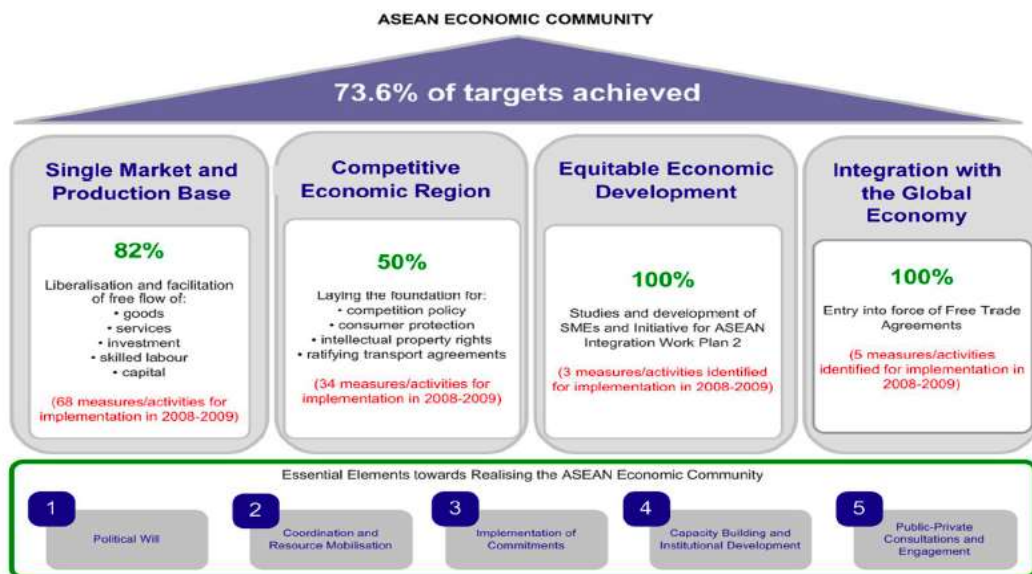 ASEAN ECONOMIC COMMUNITY
73.6% of targets achieved
Single Market and
Production Base
82%
Liberalisation and facilitation
of free flow of:
• goods
• services
• investment
• skilled labour
• capital
(68 measures/activities for
implementation in 2008-2009)
Competitive
Economic Region
50%
Laying the foundation for:
• competition policy
• consumer protection
• intellectual property rights
• ratifying transport agreements
(34 measures/activities for
implementation in 2008-2009)
Equitable Economic
Development
100%
Studies and development of
SMEs and Initiative for ASEAN
Integration Work Plan 2
(3 measures/activities identified
for implementation in 2008-2009)
Integration with
the Global
Economy
100%
Entry into force of Free Trade
Agreements
(5 measures/activities
identified for implementation in
2008-2009)
Essential Elements towards Realising the ASEAN Economic Community
1
Political Will
2
Coordination and
Resource Mobilisation
3
Implementation of
Commitments
4
Capacity Building and
Institutional Development
5
Public-Private
Consultations and
Engagement